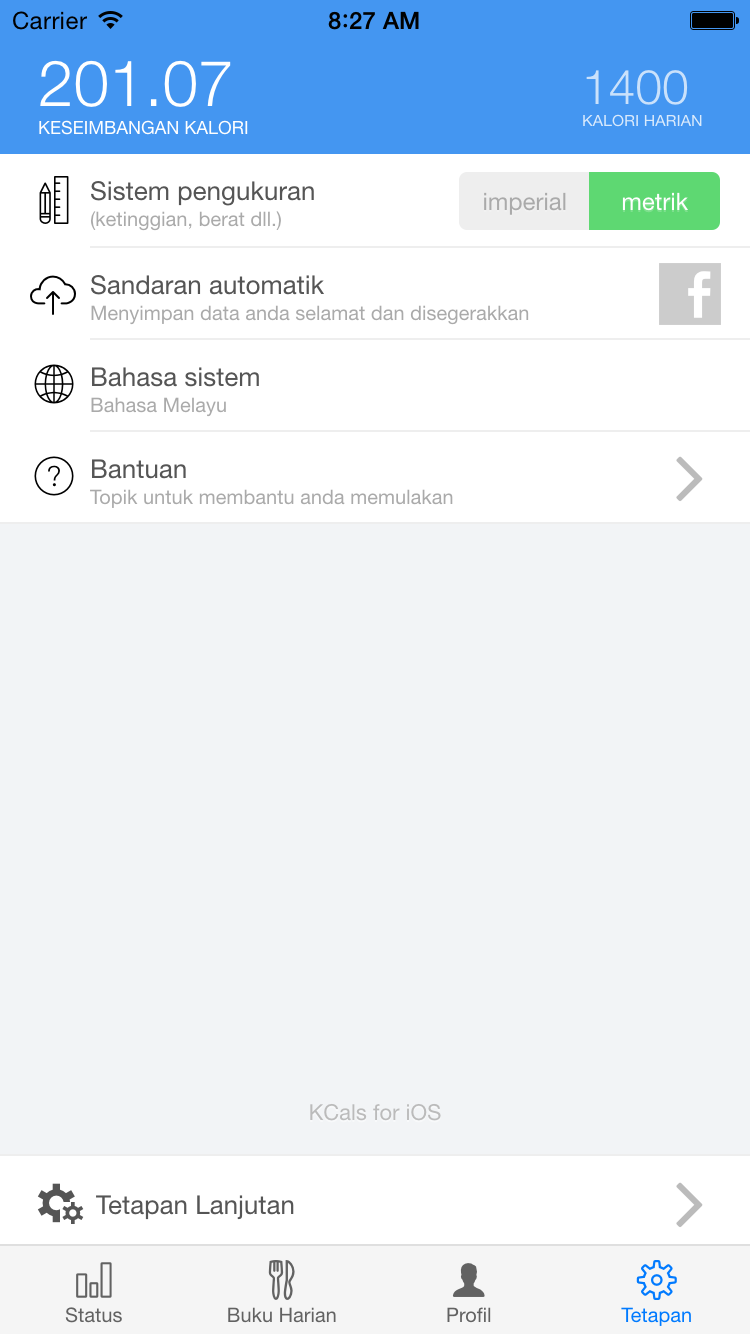 Carrier 8:27 AM
201.07
KESEIMBANGAN KALORI
1400
KALORI HARIAN
Sistem pengukuran
(ketinggian, berat dll.)
imperial metrik
Sandaran automatik
Menyimpan data anda selamat dan disegerakkan
f
Bahasa sistem
Bahasa Melayu
?
Bantuan
Topik untuk membantu anda memulakan
KCals for iOS
Tetapan Lanjutan
Status Buku Harian Profil Tetapan